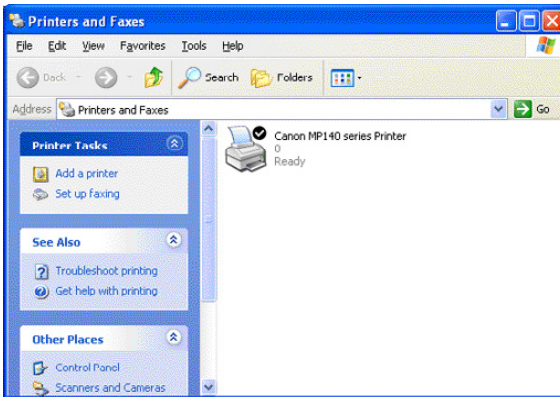 Printers and Faxes
File Edit View Favorites Tools Help
Back Search Folders
Address Printers and Faxes Go
Printer Tasks
Add a printer
Set up faxing
See Also
Troubleshoot printing
Get help with printing
Other Places
Control Panel
Scanners and Cameras
Canon MP140 series Printer
0
Ready